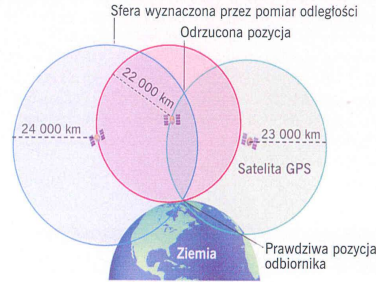 Sfera wyznaczona przez pomiar odległości
Odrzucona pozycja
22 000 km
24 000 km
23 000 km
Satelita GPS
Ziemia
Prawdziwa pozycja
odbiornika